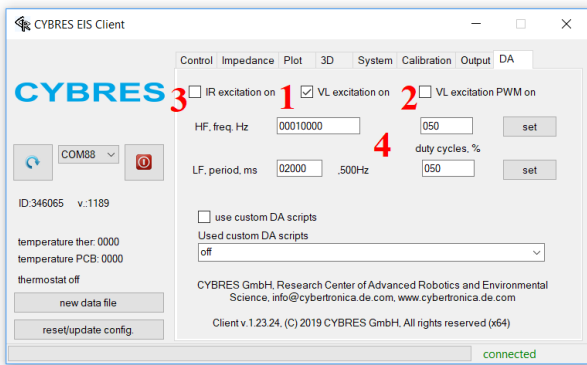 CYBRES EIS Client
Control Impedance Plot 3D System Calibration Output DA
CYBRES
3 IR excitation on 1 VL excitation on 2 VL excitation PWM on
HF, freq. Hz 00010000 050 set
4 duty cycles, %
COM88
LF, period, ms 02000 ,500Hz 050 set
ID:346065 v.:1189
use custom DA scripts
Used custom DA scripts
off
temperature ther: 0000
temperature PCB: 0000
thermostat off
new data file
reset/update config.
CYBRES GmbH, Research Center of Advanced Robotics and Environmental
Science, info@cybertronica.de.com, www.cybertronica.de.com
Client v.1.23.24, (C) 2019 CYBRES GmbH, All rights reserved (x64)
connected